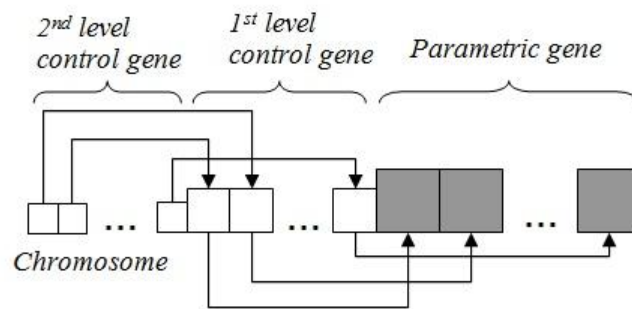 2nd level
control gene
1st level
control gene
Parametric gene
...
...
...
Chromosome